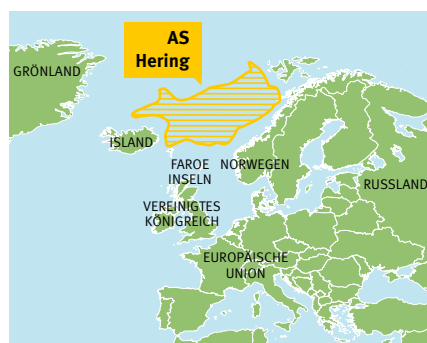 AS
Hering
GRÖNLAND
ISLAND
FAROE
INSELN
NORWEGEN
RUSSLAND
VEREINIGTES
KÖNIGREICH
EUROPÄISCHE
UNION